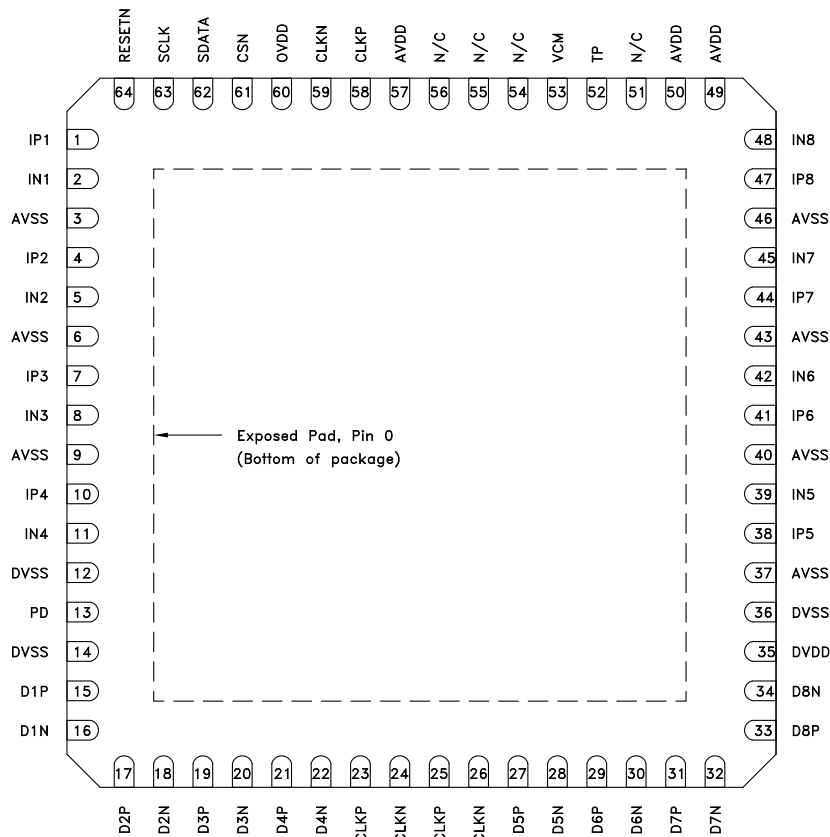 RESETN SCLK SDATA CSN OVDD CLKN CLKP AVDD N/C N/C N/C VCM TP N/C AVDD AVDD
64 63 62 61 60 59 58 57 56 55 54 53 52 51 50 49
IP1 1 48 IN8
IN1 2 47 IP8
AVSS 3 46 AVSS
IP2 4 45 IN7
IN2 5 44 IP7
AVSS 6 43 AVSS
IP3 7 42 IN6
IN3 8 41 IP6
Exposed Pad, Pin 0
(Bottom of package)
AVSS 9 40 AVSS
IP4 10 39 IN5
IN4 11 38 IP5
DVSS 12 37 AVSS
PD 13 36 DVSS
DVSS 14 35 DVDD
D1P 15 34 D8N
D1N 16 33 D8P
17 18 19 20 21 22 23 24 25 26 27 28 29 30 31 32
D2P D2N D3P D3N D4P D4N CLKP CLKN CLKP CLKN D5P D5N D6P D6N D7P D7N